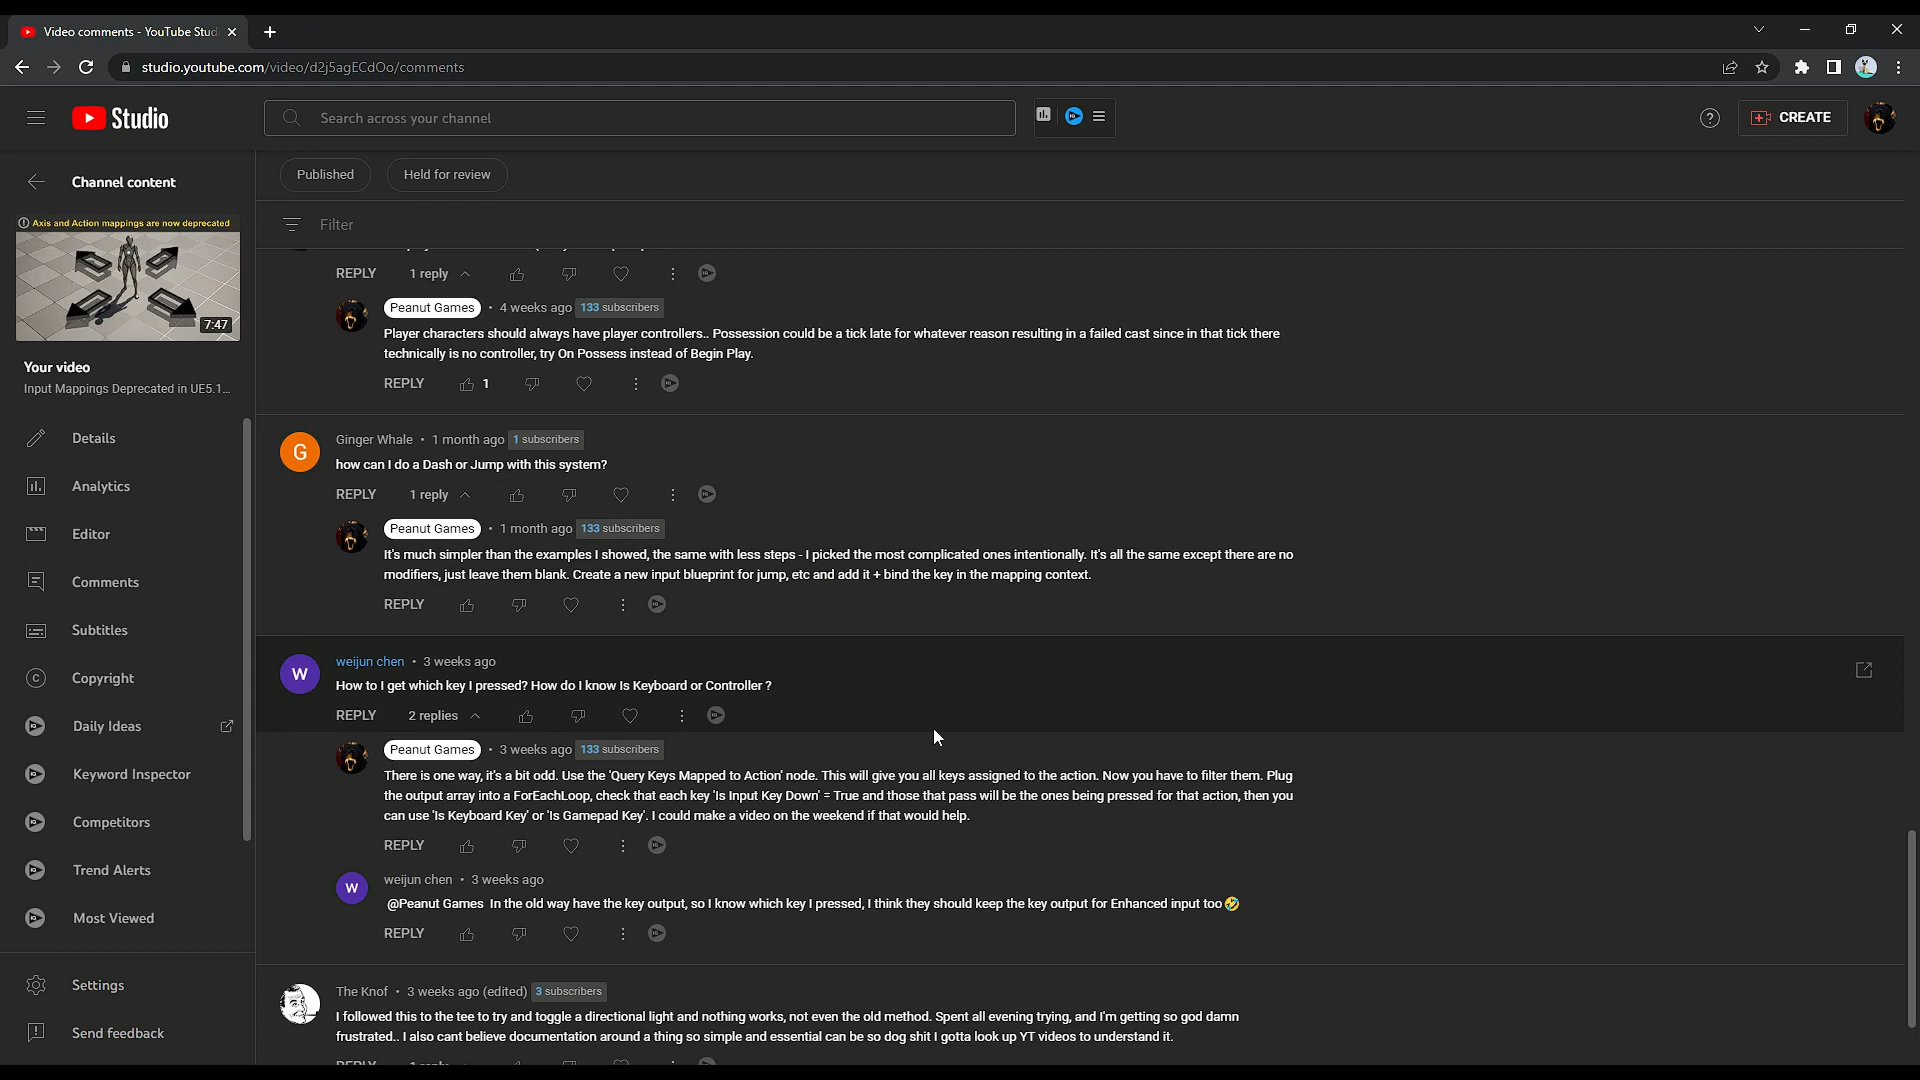 Video comments - YouTube Stud
studio.youtube.com/video/d2j5agECdOo/comments
Studio
Search across your channel
CREATE
Channel content
Published
Held for review
Axis and Action mappings are now deprecated
7:47
Filter
Your video
Input Mappings Deprecated in UE5.1...
Details
Analytics
Editor
Comments
Subtitles
Copyright
Daily Ideas
Keyword Inspector
Competitors
Trend Alerts
Most Viewed
Settings
Send feedback
REPLY 1 reply
Peanut Games • 4 weeks ago 133 subscribers
Player characters should always have player controllers.. Possession could be a tick late for whatever reason resulting in a failed cast since in that tick there
technically is no controller, try On Possess instead of Begin Play.
REPLY 1
G
Ginger Whale • 1 month ago 1 subscribers
how can I do a Dash or Jump with this system?
REPLY 1 reply
Peanut Games • 1 month ago 133 subscribers
It's much simpler than the examples I showed, the same with less steps - I picked the most complicated ones intentionally. It's all the same except there are no
modifiers, just leave them blank. Create a new input blueprint for jump, etc and add it + bind the key in the mapping context.
REPLY
W
weijun chen • 3 weeks ago
How to I get which key I pressed? How do I know Is Keyboard or Controller ?
REPLY 2 replies
Peanut Games • 3 weeks ago 133 subscribers
There is one way, it's a bit odd. Use the 'Query Keys Mapped to Action' node. This will give you all keys assigned to the action. Now you have to filter them. Plug
the output array into a ForEachLoop, check that each key 'Is Input Key Down' = True and those that pass will be the ones being pressed for that action, then you
can use 'Is Keyboard Key' or 'Is Gamepad Key'. I could make a video on the weekend if that would help.
REPLY
W
weijun chen • 3 weeks ago
@Peanut Games In the old way have the key output, so I know which key I pressed, I think they should keep the key output for Enhanced input too🤣
REPLY
The Knof • 3 weeks ago (edited) 3 subscribers
I followed this to the tee to try and toggle a directional light and nothing works, not even the old method. Spent all evening trying, and I'm getting so god damn
frustrated.. I also cant believe documentation around a thing so simple and essential can be so dog shit I gotta look up YT videos to understand it.
REPLY 1 reply